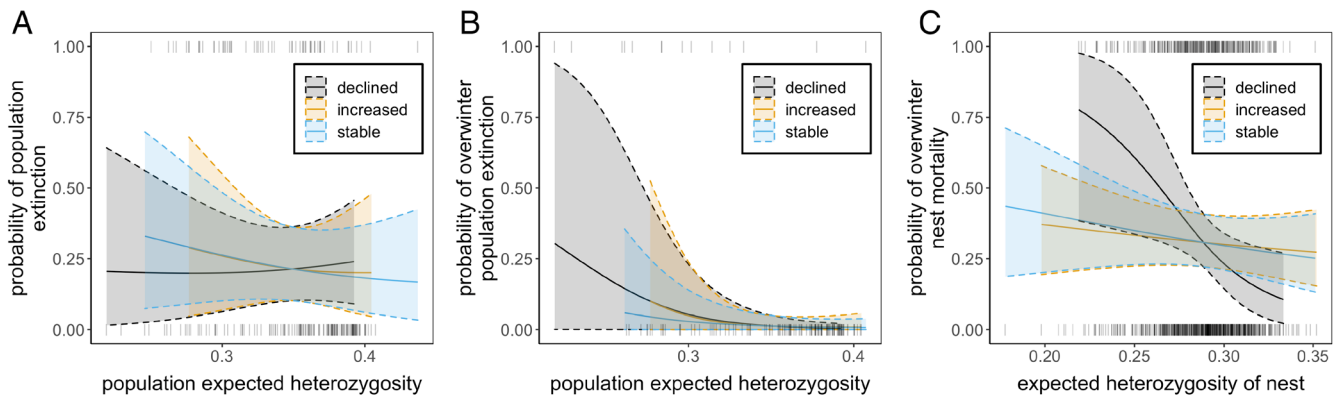 A
probability of population
extinction
1.00
0.75
0.50
0.25
0.00
declined
increased
stable
0.3
0.4
population expected heterozygosity
B
probability of overwinter
population extinction
1.00
0.75
0.50
0.25
0.00
declined
increased
stable
0.3
0.4
population expected heterozygosity
C
probability of overwinter
nest mortality
1.00
0.75
0.50
0.25
0.00
declined
increased
stable
0.20
0.25
0.30
0.35
expected heterozygosity of nest